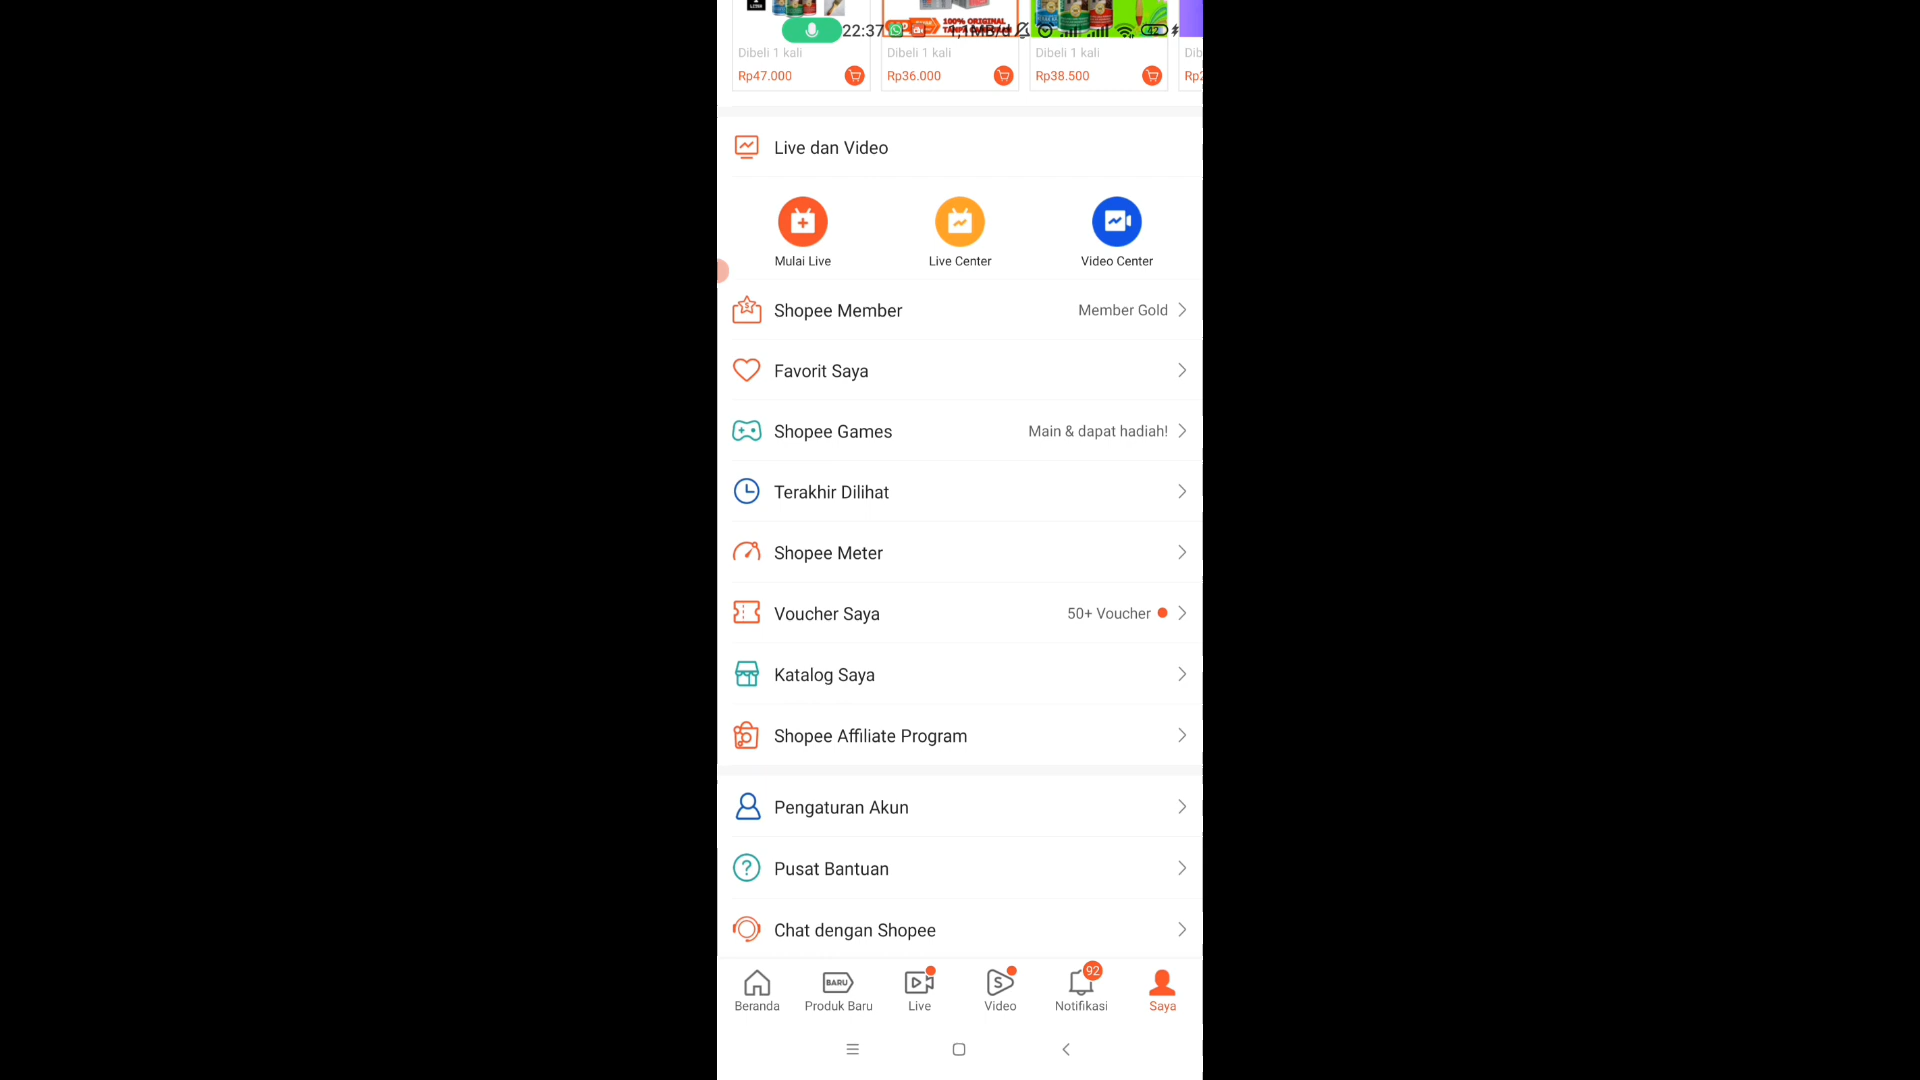 100% ORIGINAL
22:37
42
Dibeli 1 kali
Dibeli 1 kali
Dibeli 1 kali
Dib
Rp47.000
Rp36.000
Rp38.500
Live dan Video
Mulai Live
Live Center
Video Center
Shopee Member
Member Gold
Favorit Saya
Shopee Games
Main & dapat hadiah!
Terakhir Dilihat
Shopee Meter
Voucher Saya
50+ Voucher
Katalog Saya
Shopee Affiliate Program
Pengaturan Akun
Pusat Bantuan
Chat dengan Shopee
92
BARU
Beranda
Produk Baru
Live
Video
Notifikasi
Saya